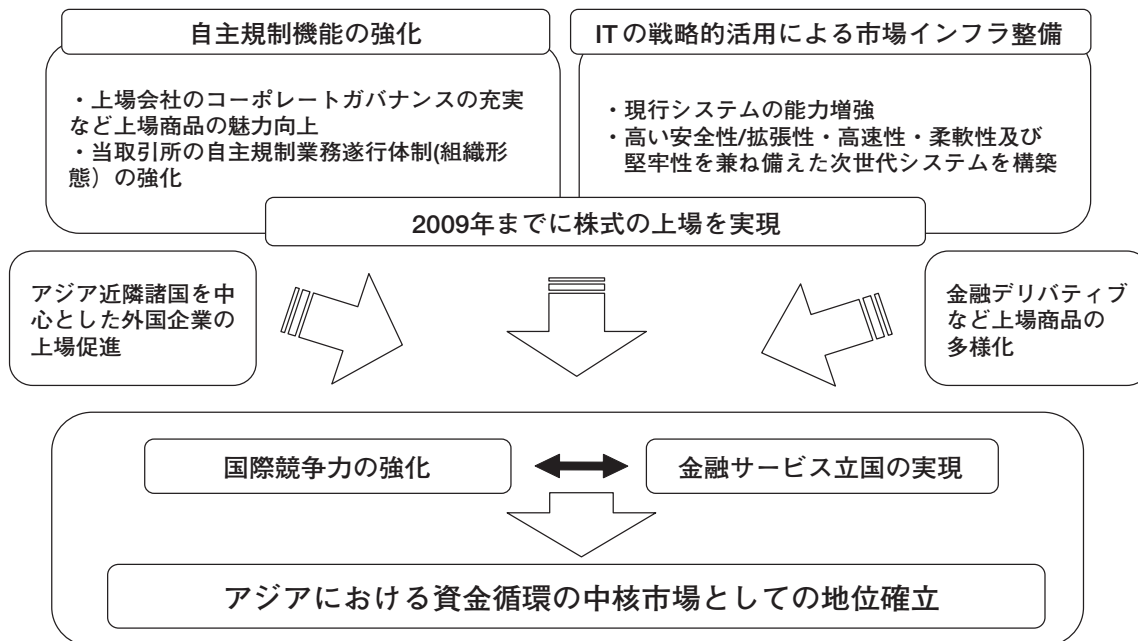 自主規制機能の強化
ITの戦略的活用による市場インフラ整備
・上場会社のコーポレートガバナンスの充実
など上場商品の魅力向上
・当取引所の自主規制業務遂行体制(組織形
態）の強化
・現行システムの能力増強
・高い安全性/拡張性・高速性・柔軟性及び
堅牢性を兼ね備えた次世代システムを構築
2009年までに株式の上場を実現
アジア近隣諸国を中
心とした外国企業の
上場促進
金融デリバティブ
など上場商品の
多様化
国際競争力の強化
金融サービス立国の実現
アジアにおける資金循環の中核市場としての地位確立